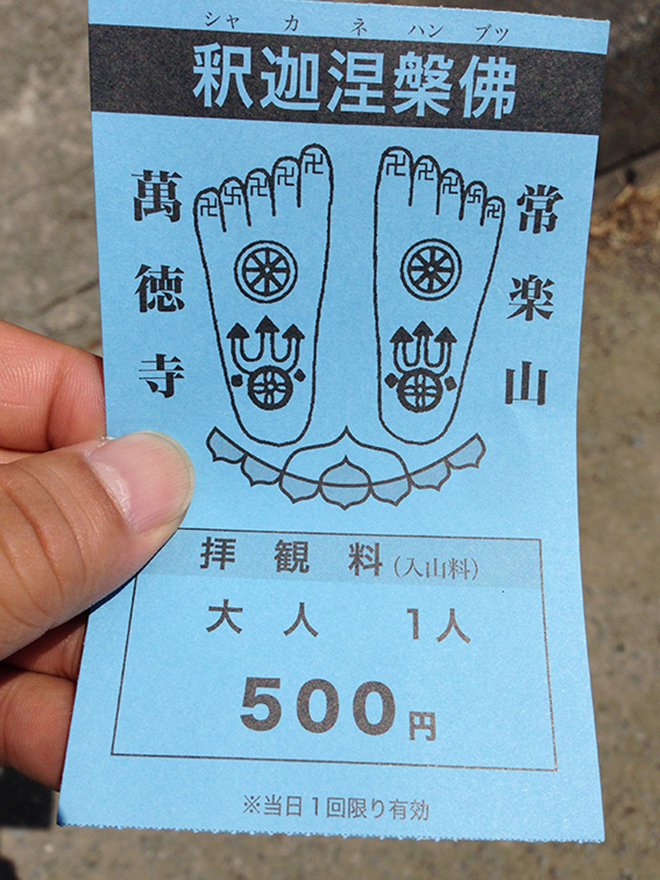 シャカネハンブツ
釈迦涅槃佛
常楽山
萬徳寺
拝観料(入山料)
大人 1人
500円
※当日1回限り有効